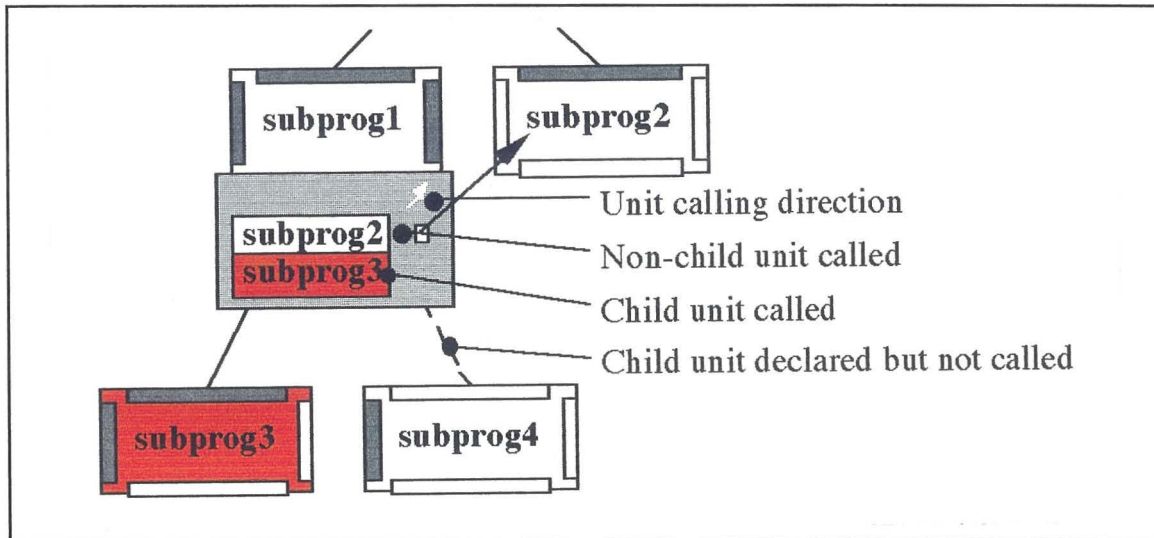 subprog1
subprog2
Unit calling direction
subprog2
Non-child unit called
subprog3
Child unit called
Child unit declared but not called
subprog3
subprog4